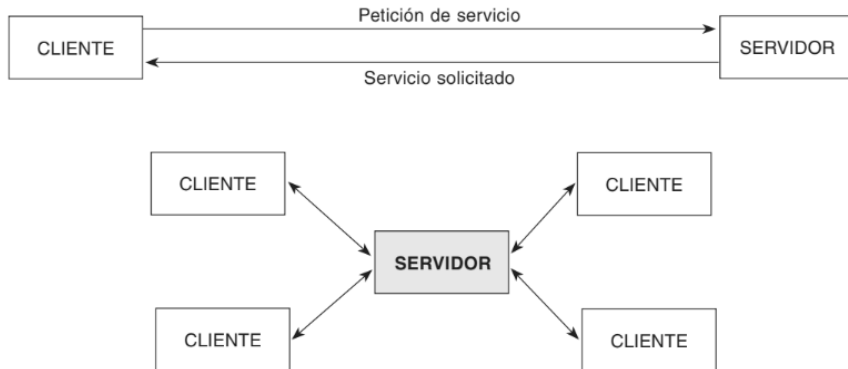 Petición de servicio
CLIENTE
SERVIDOR
Servicio solicitado
CLIENTE
CLIENTE
SERVIDOR
CLIENTE
CLIENTE